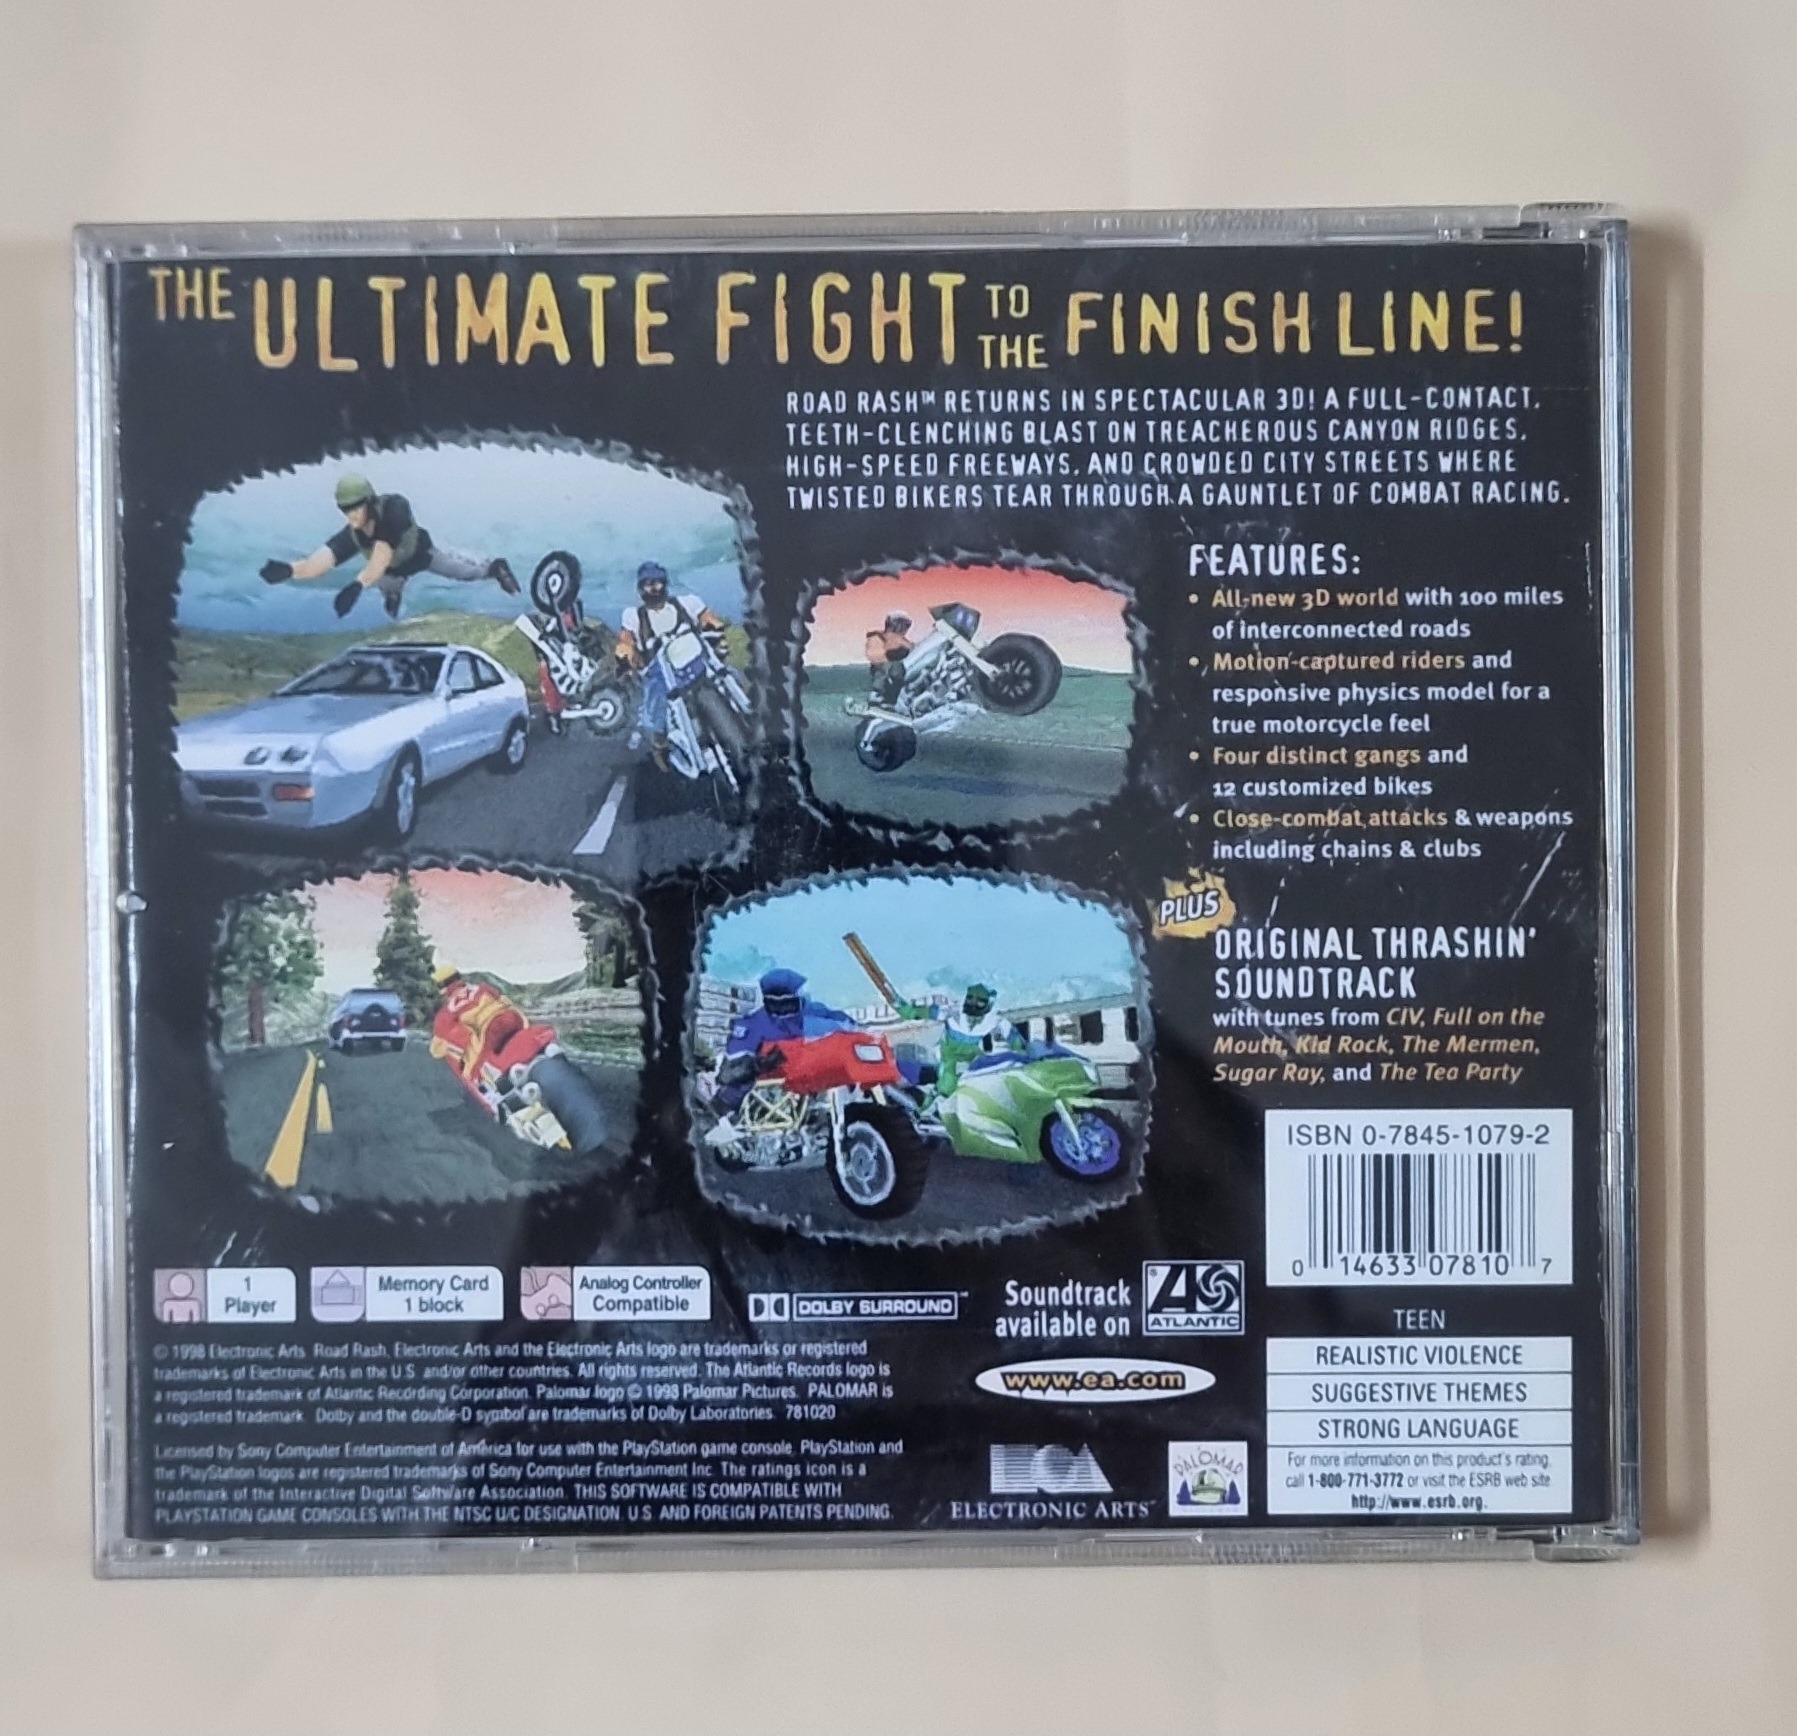 THE ULTIMATE FIGHT TO THE FINISH LINE!
ROAD RASH™ RETURNS IN SPECTACULAR 3D! A FULL-CONTACT,
TEETH-CLENCHING BLAST ON TREACHEROUS CANYON RIDGES,
HIGH-SPEED FREEWAYS, AND CROWDED CITY STREETS WHERE
TWISTED BIKERS TEAR THROUGH A GAUNTLET OF COMBAT RACING.
FEATURES:
• All-new 3D world with 100 miles
of interconnected roads
• Motion-captured riders and
responsive physics model for a
true motorcycle feel
• Four distinct gangs and
12 customized bikes
• Close-combat attacks & weapons
including chains & clubs
PLUS
ORIGINAL THRASHIN'
SOUNDTRACK
with tunes from CIV, Full on the
Mouth, Kid Rock, The Mermen,
Sugar Ray, and The Tea Party
ISBN 0-7845-1079-2
0 14633 07810 7
1
Player
Memory Card
1 block
Analog Controller
Compatible
DOLBY SURROUND™
Soundtrack
available on
ATLANTIC
www.ea.com
© 1998 Electronic Arts. Road Rash, Electronic Arts and the Electronic Arts logo are trademarks or registered
trademarks of Electronic Arts in the U.S. and/or other countries. All rights reserved. The Atlantic Records logo is
a registered trademark of Atlantic Recording Corporation. Palomar logo © 1993 Palomar Pictures. PALOMAR is
a registered trademark. Dolby and the double-D symbol are trademarks of Dolby Laboratories. 781020
Licensed by Sony Computer Entertainment of America for use with the PlayStation game console. PlayStation and
the PlayStation logos are registered trademarks of Sony Computer Entertainment Inc. The ratings icon is a
trademark of the Interactive Digital Software Association. THIS SOFTWARE IS COMPATIBLE WITH
PLAYSTATION GAME CONSOLES WITH THE NTSC U/C DESIGNATION. U.S. AND FOREIGN PATENTS PENDING.
ELECTRONIC ARTS™
PALOMAR
TEEN
REALISTIC VIOLENCE
SUGGESTIVE THEMES
STRONG LANGUAGE
For more information on this product's rating,
call 1-800-771-3772 or visit the ESRB web site
http://www.esrb.org.